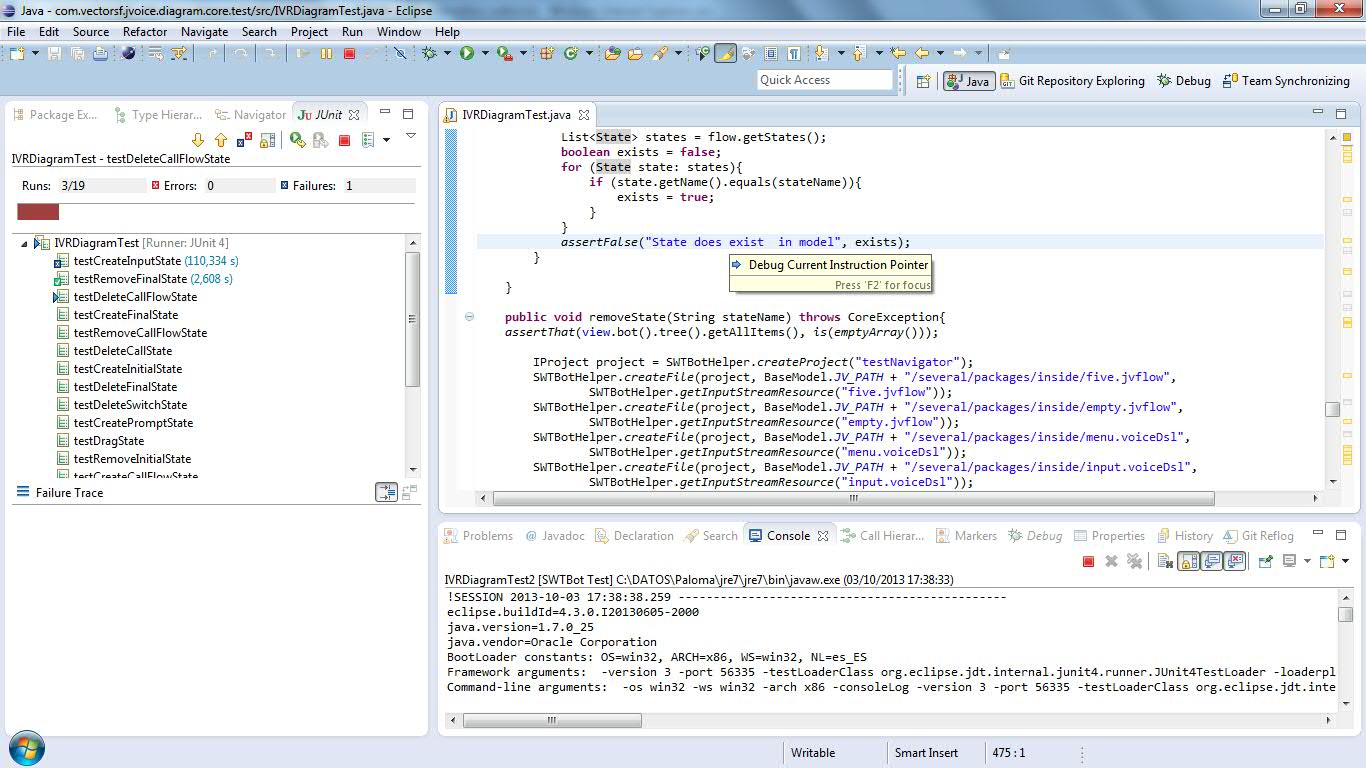 Java - com.vectorsf.jvoice.diagram.core.test/src/IVRDiagramTest.java - Eclipse
File Edit Source Refactor Navigate Search Project Run Window Help
Quick Access
Java Git Repository Exploring Debug Team Synchronizing
Package Ex... Type Hierar... Navigator JUnit
IVRDiagramTest - testDeleteCallFlowState
Runs: 3/19 Errors: 0 Failures: 1
IVRDiagramTest [Runner: JUnit 4]
testCreateInputState (110,334 s)
testRemoveFinalState (2,608 s)
testDeleteCallFlowState
testCreateFinalState
testRemoveCallFlowState
testDeleteCallState
testCreateInitialState
testDeleteFinalState
testDeleteSwitchState
testCreatePromptState
testDragState
testRemoveInitialState
testCreateCallFlowState
Failure Trace
IVRDiagramTest.java
List<State> states = flow.getStates();
boolean exists = false;
for (State state: states){
if (state.getName().equals(stateName)){
exists = true;
}
}
assertFalse("State does exist  in model", exists);
}
Debug Current Instruction Pointer
Press 'F2' for focus
}
public void removeState(String stateName) throws CoreException{
assertThat(view.bot().tree().getAllItems(), is(emptyArray()));
IProject project = SWTBotHelper.createProject("testNavigator");
SWTBotHelper.createFile(project, BaseModel.JV_PATH + "/several/packages/inside/five.jvflow",
SWTBotHelper.getInputStreamResource("five.jvflow"));
SWTBotHelper.createFile(project, BaseModel.JV_PATH + "/several/packages/inside/empty.jvflow",
SWTBotHelper.getInputStreamResource("empty.jvflow"));
SWTBotHelper.createFile(project, BaseModel.JV_PATH + "/several/packages/inside/menu.voiceDsl",
SWTBotHelper.getInputStreamResource("menu.voiceDsl"));
SWTBotHelper.createFile(project, BaseModel.JV_PATH + "/several/packages/inside/input.voiceDsl",
SWTBotHelper.getInputStreamResource("input.voiceDsl"));
Problems @ Javadoc Declaration Search Console Call Hierar... Markers Debug Properties History Git Reflog
IVRDiagramTest2 [SWTBot Test] C:\DATOS\Paloma\jre7\jre7\bin\javaw.exe (03/10/2013 17:38:33)
!SESSION 2013-10-03 17:38:38.259 -----------------------------------------------
eclipse.buildId=4.3.0.I20130605-2000
java.version=1.7.0_25
java.vendor=Oracle Corporation
BootLoader constants: OS=win32, ARCH=x86, WS=win32, NL=es_ES
Framework arguments:  -version 3 -port 56335 -testLoaderClass org.eclipse.jdt.internal.junit4.runner.JUnit4TestLoader -loaderpl
Command-line arguments:  -os win32 -ws win32 -arch x86 -consoleLog -version 3 -port 56335 -testLoaderClass org.eclipse.jdt.inte
Writable Smart Insert 475 : 1